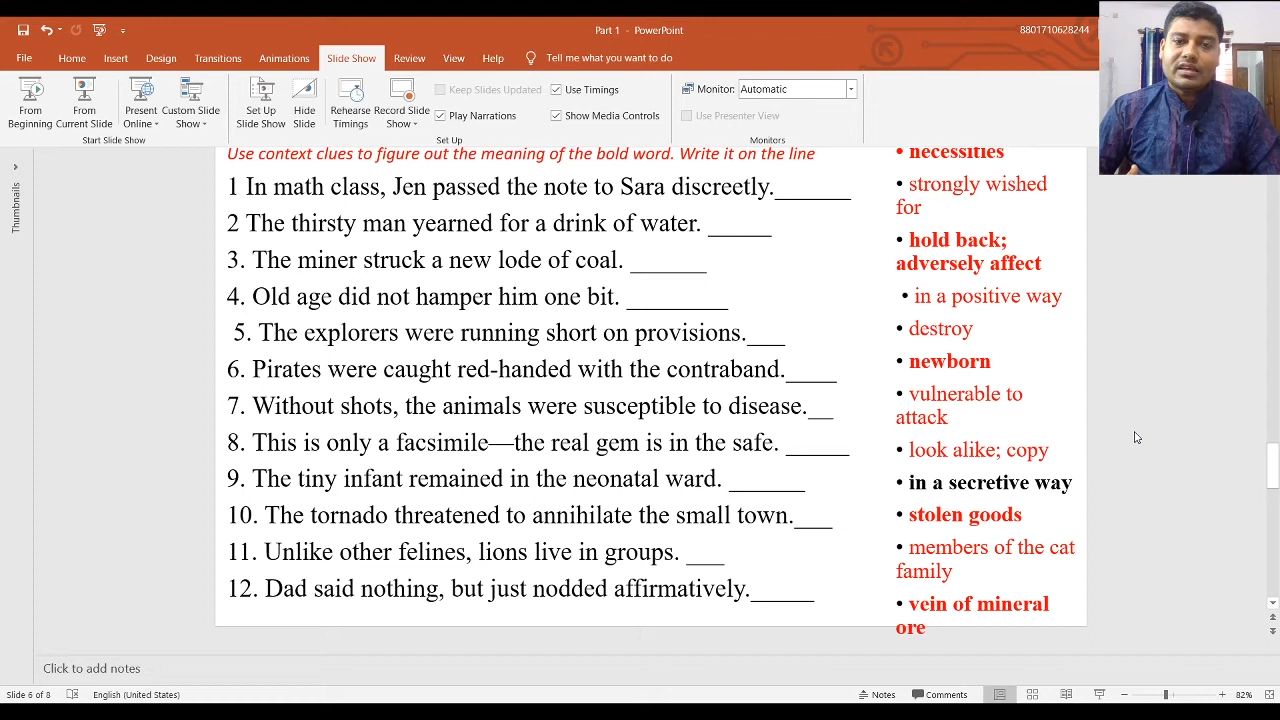 Part 1 - PowerPoint
8801710628244
File Home Insert Design Transitions Animations Slide Show Review View Help Tell me what you want to do
From Beginning
From Current Slide
Present Online
Custom Slide Show
Start Slide Show
Set Up Slide Show
Hide Slide
Rehearse Timings
Record Slide Show
Keep Slides Updated
Play Narrations
Use Timings
Show Media Controls
Set Up
Monitor: Automatic
Use Presenter View
Monitors
Thumbnails
Use context clues to figure out the meaning of the bold word. Write it on the line
1 In math class, Jen passed the note to Sara discreetly._______
2 The thirsty man yearned for a drink of water. _____
3. The miner struck a new lode of coal. ______
4. Old age did not hamper him one bit. ________
5. The explorers were running short on provisions.___
6. Pirates were caught red-handed with the contraband.____
7. Without shots, the animals were susceptible to disease.__
8. This is only a facsimile—the real gem is in the safe. _____
9. The tiny infant remained in the neonatal ward. ______
10. The tornado threatened to annihilate the small town.___
11. Unlike other felines, lions live in groups. ___
12. Dad said nothing, but just nodded affirmatively._____
• necessities
• strongly wished
for
• hold back;
adversely affect
• in a positive way
• destroy
• newborn
• vulnerable to
attack
• look alike; copy
• in a secretive way
• stolen goods
• members of the cat
family
• vein of mineral
ore
Click to add notes
Slide 6 of 8 English (United States) Notes Comments 82%